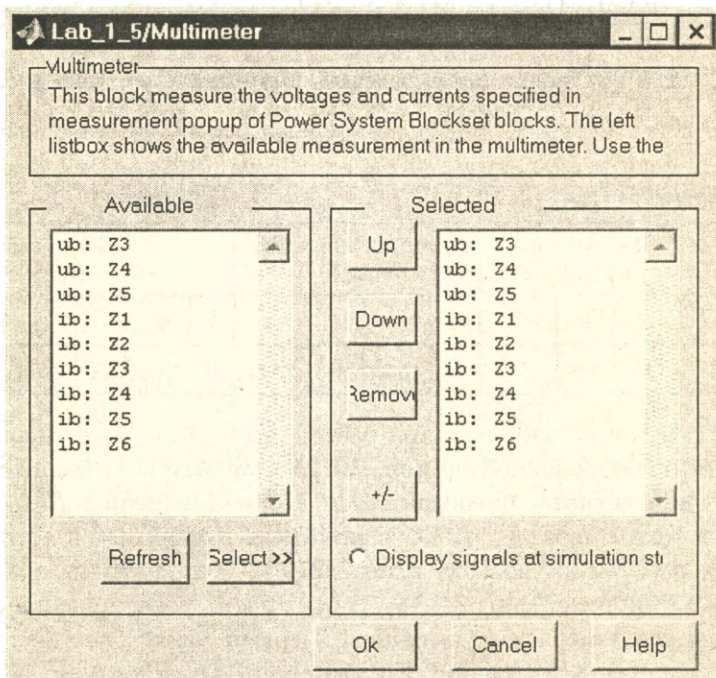 Lab_1_5/Multimeter
Multimeter
This block measure the voltages and currents specified in
measurement popup of Power System Blockset blocks. The left
listbox shows the available measurement in the multimeter. Use the
Available
ub: Z3
ub: Z4
ub: Z5
ib: Z1
ib: Z2
ib: Z3
ib: Z4
ib: Z5
ib: Z6
Refresh
Select >>
Up
Down
Remove
+/-
Selected
ub: Z3
ub: Z4
ub: Z5
ib: Z1
ib: Z2
ib: Z3
ib: Z4
ib: Z5
ib: Z6
Display signals at simulation st
Ok
Cancel
Help